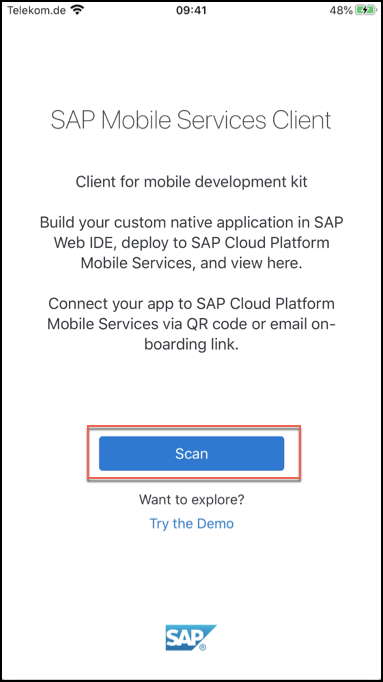 Telekom.de 09:41 48%
SAP Mobile Services Client
Client for mobile development kit
Build your custom native application in SAP
Web IDE, deploy to SAP Cloud Platform
Mobile Services, and view here.
Connect your app to SAP Cloud Platform
Mobile Services via QR code or email on-
boarding link.
Scan
Want to explore?
Try the Demo
SAP®